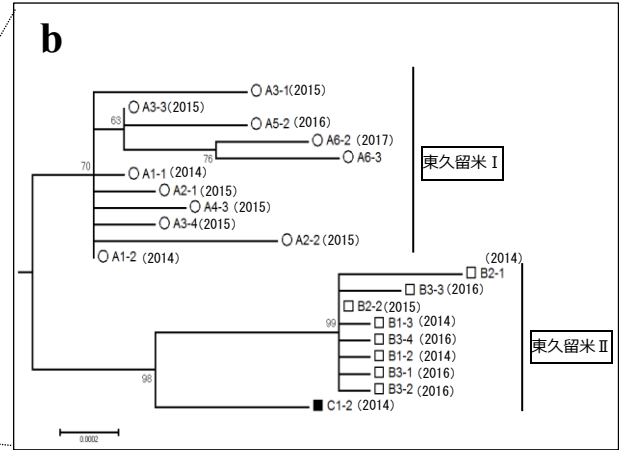 b
A3-1(2015)
A3-3(2015)
63
A5-2 (2016)
A6-2 (2017)
76
A6-3
70
A1-1 (2014)
A2-1 (2015)
A4-3 (2015)
A3-4(2015)
A2-2 (2015)
A1-2 (2014)
東久留米Ⅰ
(2014)
B2-1
B3-3 (2016)
B2-2(2015)
99
B1-3 (2014)
B3-4 (2016)
B1-2 (2014)
B3-1 (2016)
B3-2 (2016)
98
C1-2 (2014)
東久留米Ⅱ
0.0002